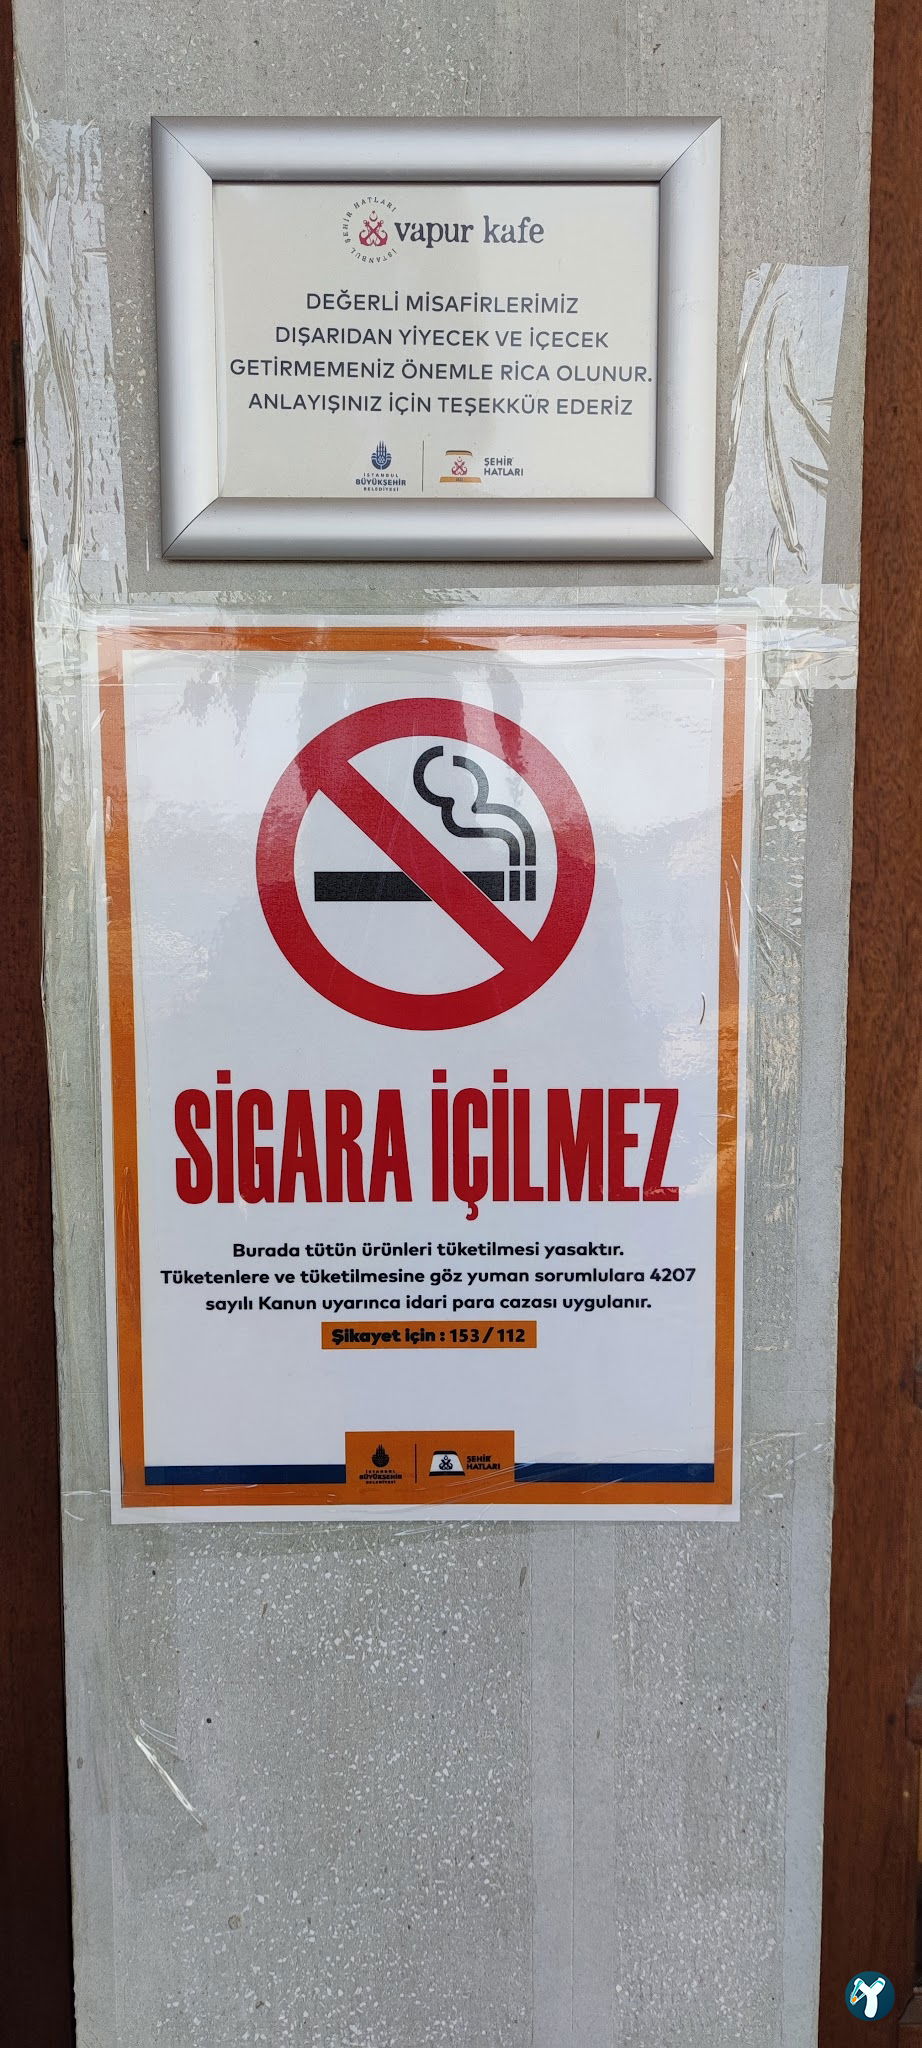 İSTANBUL ŞEHİR HATLARI
vapur kafe
DEĞERLİ MİSAFİRLERİMİZ
DIŞARIDAN YİYECEK VE İÇECEK
GETİRMEMENİZ ÖNEMLE RİCA OLUNUR.
ANLAYIŞINIZ İÇİN TEŞEKKÜR EDERİZ
İSTANBUL
BÜYÜKŞEHİR
BELEDİYESİ
ŞEHİR
HATLARI
SİGARA İÇİLMEZ
Burada tütün ürünleri tüketilmesi yasaktır.
Tüketenlere ve tüketilmesine göz yuman sorumlulara 4207
sayılı Kanun uyarınca idari para cazası uygulanır.
Şikayet için : 153 / 112
İSTANBUL
BÜYÜKŞEHİR
BELEDİYESİ
ŞEHİR
HATLARI